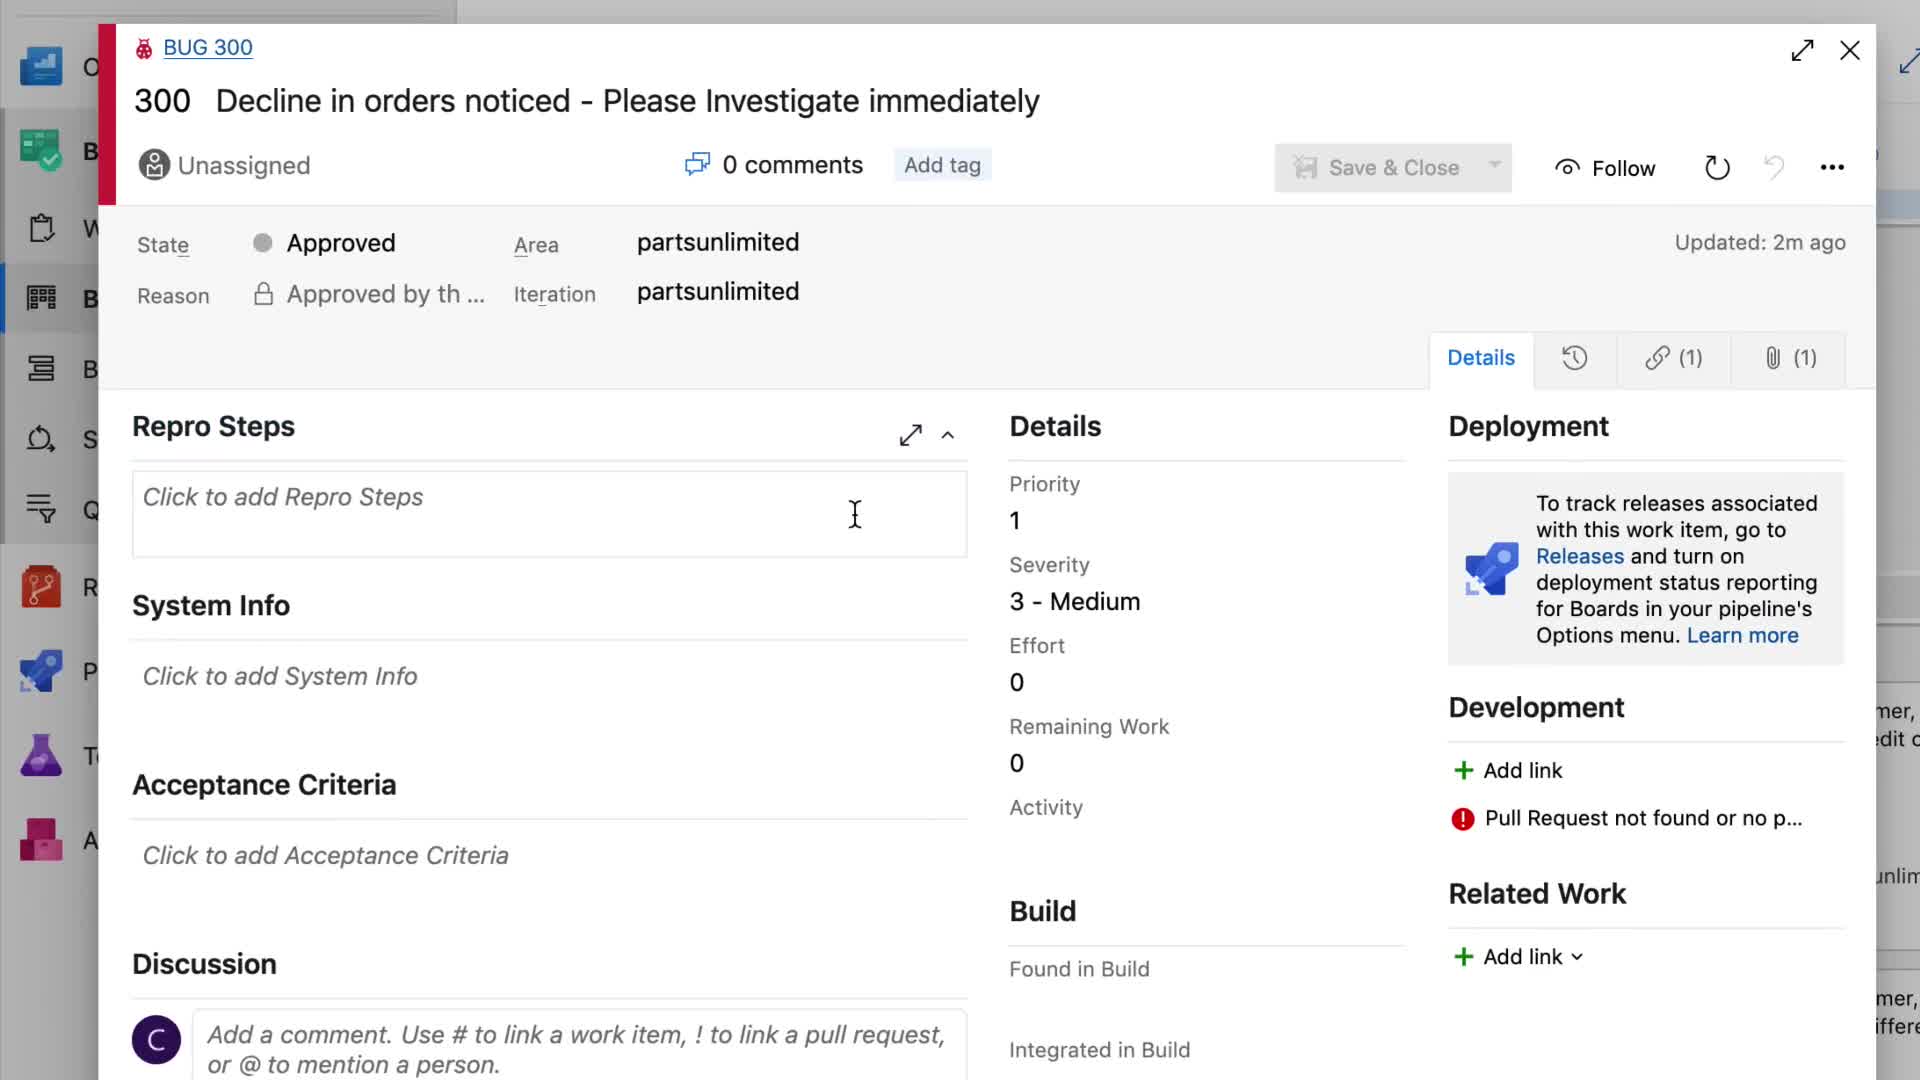 BUG 300
300 Decline in orders noticed - Please Investigate immediately
Unassigned
0 comments
Add tag
Save & Close
Follow
State
Approved
Area
partsunlimited
Updated: 2m ago
Reason
Approved by th ...
Iteration
partsunlimited
Details
(1)
(1)
Repro Steps
Click to add Repro Steps
System Info
Click to add System Info
Acceptance Criteria
Click to add Acceptance Criteria
Discussion
C
Add a comment. Use # to link a work item, ! to link a pull request,
or @ to mention a person.
Details
Priority
1
Severity
3 - Medium
Effort
0
Remaining Work
0
Activity
Build
Found in Build
Integrated in Build
Deployment
To track releases associated
with this work item, go to
Releases and turn on
deployment status reporting
for Boards in your pipeline's
Options menu. Learn more
Development
Add link
Pull Request not found or no p...
Related Work
Add link